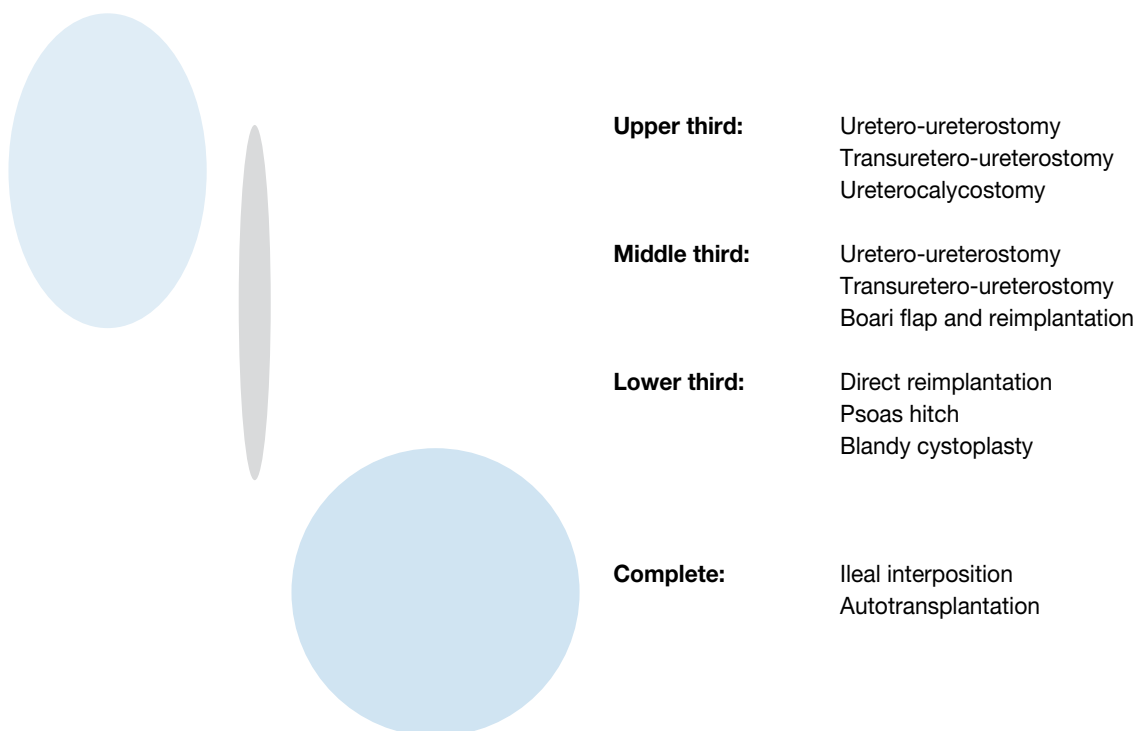 Upper third: Uretero-ureterostomy
Transuretero-ureterostomy
Ureterocalycostomy
Middle third: Uretero-ureterostomy
Transuretero-ureterostomy
Boari flap and reimplantation
Lower third: Direct reimplantation
Psoas hitch
Blandy cystoplasty
Complete: Ileal interposition
Autotransplantation